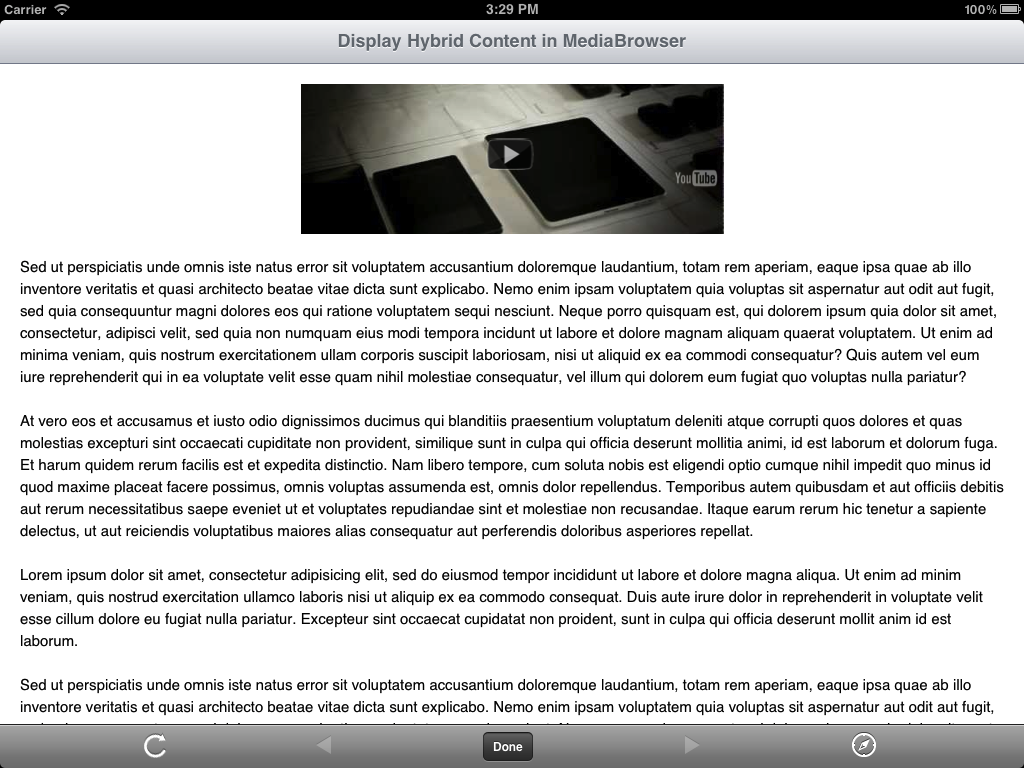 Carrier 3:29 PM 100%
Display Hybrid Content in MediaBrowser
YouTube
Sed ut perspiciatis unde omnis iste natus error sit voluptatem accusantium doloremque laudantium, totam rem aperiam, eaque ipsa quae ab illo
inventore veritatis et quasi architecto beatae vitae dicta sunt explicabo. Nemo enim ipsam voluptatem quia voluptas sit aspernatur aut odit aut fugit,
sed quia consequuntur magni dolores eos qui ratione voluptatem sequi nesciunt. Neque porro quisquam est, qui dolorem ipsum quia dolor sit amet,
consectetur, adipisci velit, sed quia non numquam eius modi tempora incidunt ut labore et dolore magnam aliquam quaerat voluptatem. Ut enim ad
minima veniam, quis nostrum exercitationem ullam corporis suscipit laboriosam, nisi ut aliquid ex ea commodi consequatur? Quis autem vel eum
iure reprehenderit qui in ea voluptate velit esse quam nihil molestiae consequatur, vel illum qui dolorem eum fugiat quo voluptas nulla pariatur?
At vero eos et accusamus et iusto odio dignissimos ducimus qui blanditiis praesentium voluptatum deleniti atque corrupti quos dolores et quas
molestias excepturi sint occaecati cupiditate non provident, similique sunt in culpa qui officia deserunt mollitia animi, id est laborum et dolorum fuga.
Et harum quidem rerum facilis est et expedita distinctio. Nam libero tempore, cum soluta nobis est eligendi optio cumque nihil impedit quo minus id
quod maxime placeat facere possimus, omnis voluptas assumenda est, omnis dolor repellendus. Temporibus autem quibusdam et aut officiis debitis
aut rerum necessitatibus saepe eveniet ut et voluptates repudiandae sint et molestiae non recusandae. Itaque earum rerum hic tenetur a sapiente
delectus, ut aut reiciendis voluptatibus maiores alias consequatur aut perferendis doloribus asperiores repellat.
Lorem ipsum dolor sit amet, consectetur adipisicing elit, sed do eiusmod tempor incididunt ut labore et dolore magna aliqua. Ut enim ad minim
veniam, quis nostrud exercitation ullamco laboris nisi ut aliquip ex ea commodo consequat. Duis aute irure dolor in reprehenderit in voluptate velit
esse cillum dolore eu fugiat nulla pariatur. Excepteur sint occaecat cupidatat non proident, sunt in culpa qui officia deserunt mollit anim id est
laborum.
Sed ut perspiciatis unde omnis iste natus error sit voluptatem accusantium doloremque laudantium, totam rem aperiam, eaque ipsa quae ab illo
inventore veritatis et quasi architecto beatae vitae dicta sunt explicabo. Nemo enim ipsam voluptatem quia voluptas sit aspernatur aut odit aut fugit,
Done